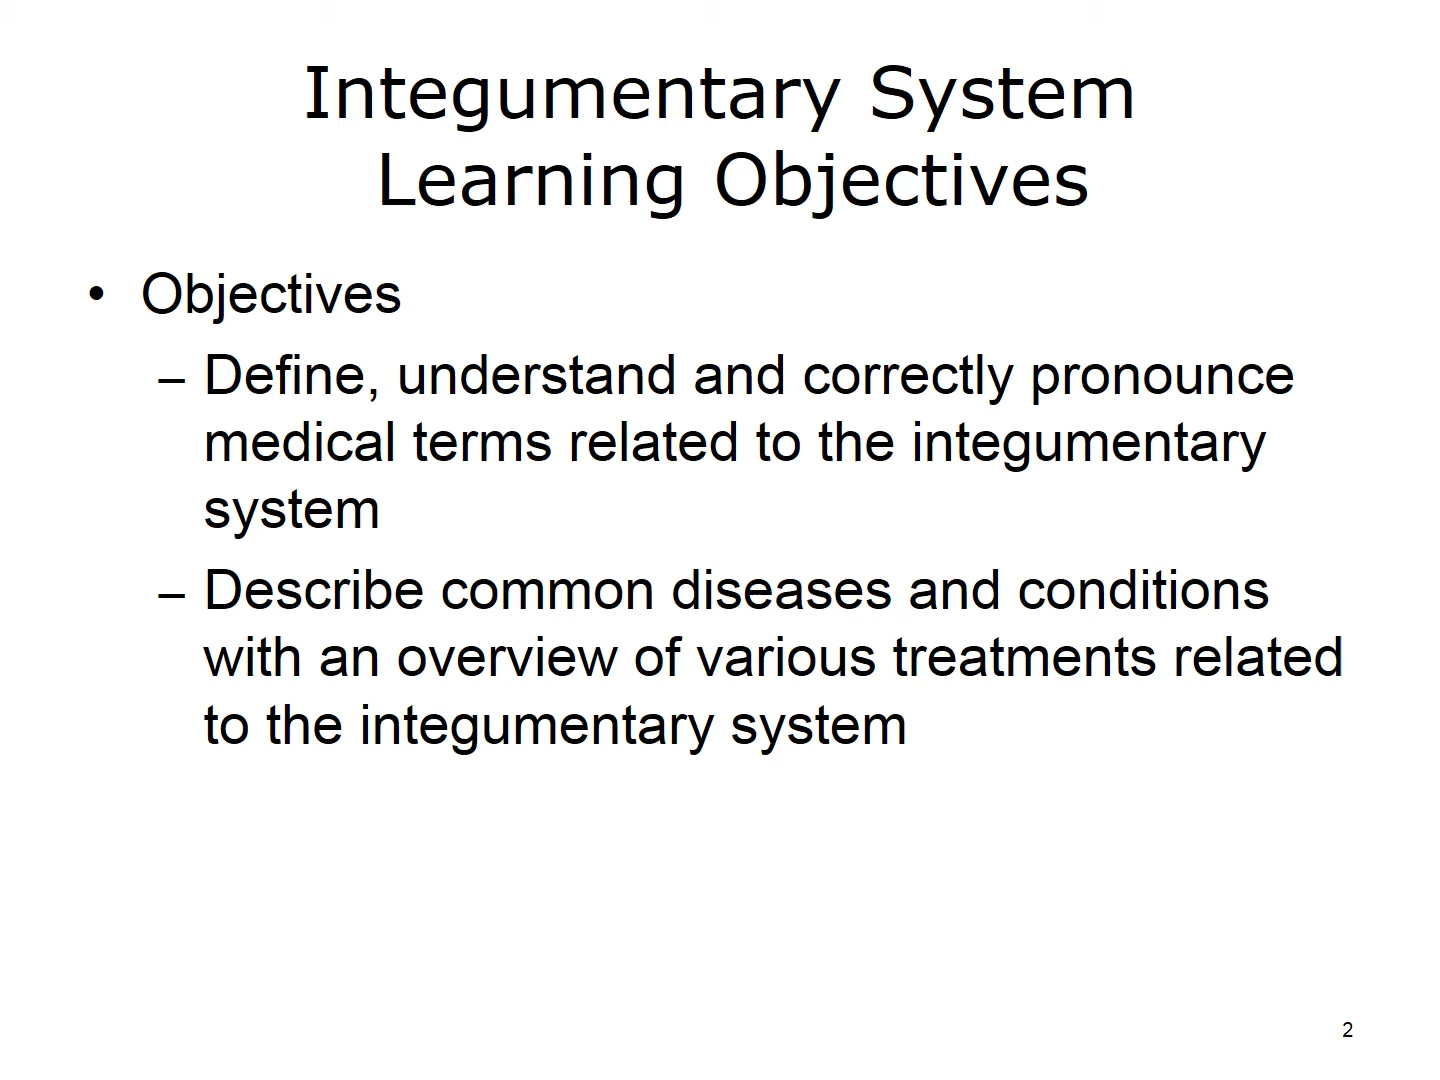 Integumentary System
Learning Objectives
• Objectives
– Define, understand and correctly pronounce
medical terms related to the integumentary
system
– Describe common diseases and conditions
with an overview of various treatments related
to the integumentary system
2